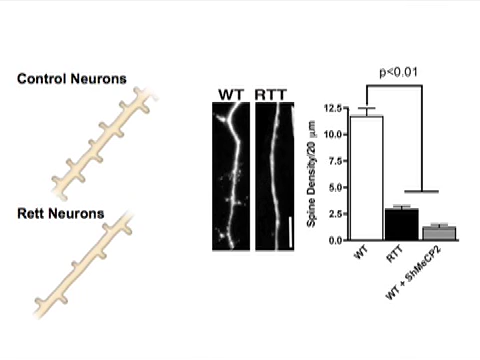 Control Neurons
Rett Neurons
WT RTT
p<0.01
Spine Density/20 µm
12.5
10.0
7.5
5.0
2.5
0.0
WT
RTT
WT + ShMeCP2